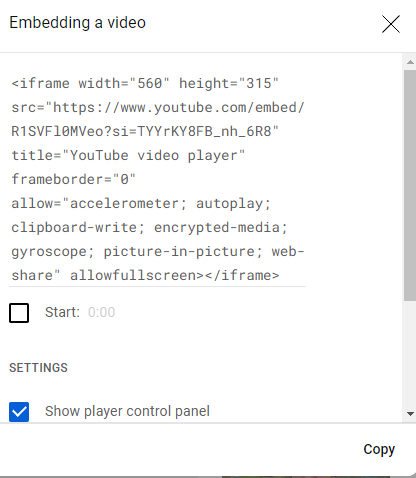 Embedding a video
<iframe width="560" height="315"
src="https://www.youtube.com/embed/
R1SVFl0MVeo?si=TYYrKY8FB_nh_6R8"
title="YouTube video player"
frameborder="0"
allow="accelerometer; autoplay;
clipboard-write; encrypted-media;
gyroscope; picture-in-picture; web-
share" allowfullscreen></iframe>
Start: 0:00
SETTINGS
Show player control panel
Copy